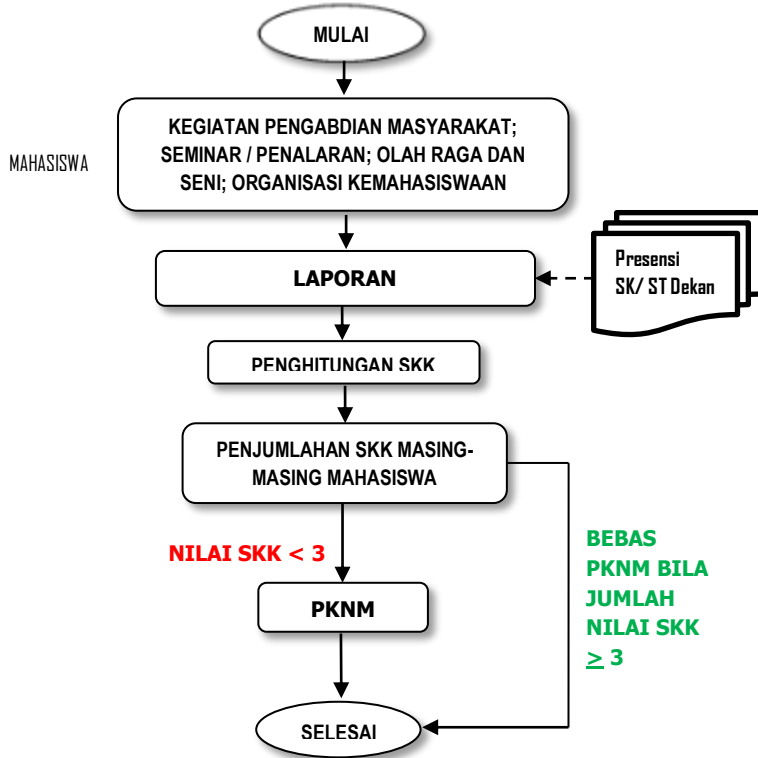 MULAI
MAHASISWA
KEGIATAN PENGABDIAN MASYARAKAT;
SEMINAR / PENALARAN; OLAH RAGA DAN
SENI; ORGANISASI KEMAHASISWAAN
Presensi
SK/ ST Dekan
LAPORAN
PENGHITUNGAN SKK
PENJUMLAHAN SKK MASING-
MASING MAHASISWA
NILAI SKK < 3
BEBAS
PKNM BILA
JUMLAH
NILAI SKK
≥ 3
PKNM
SELESAI